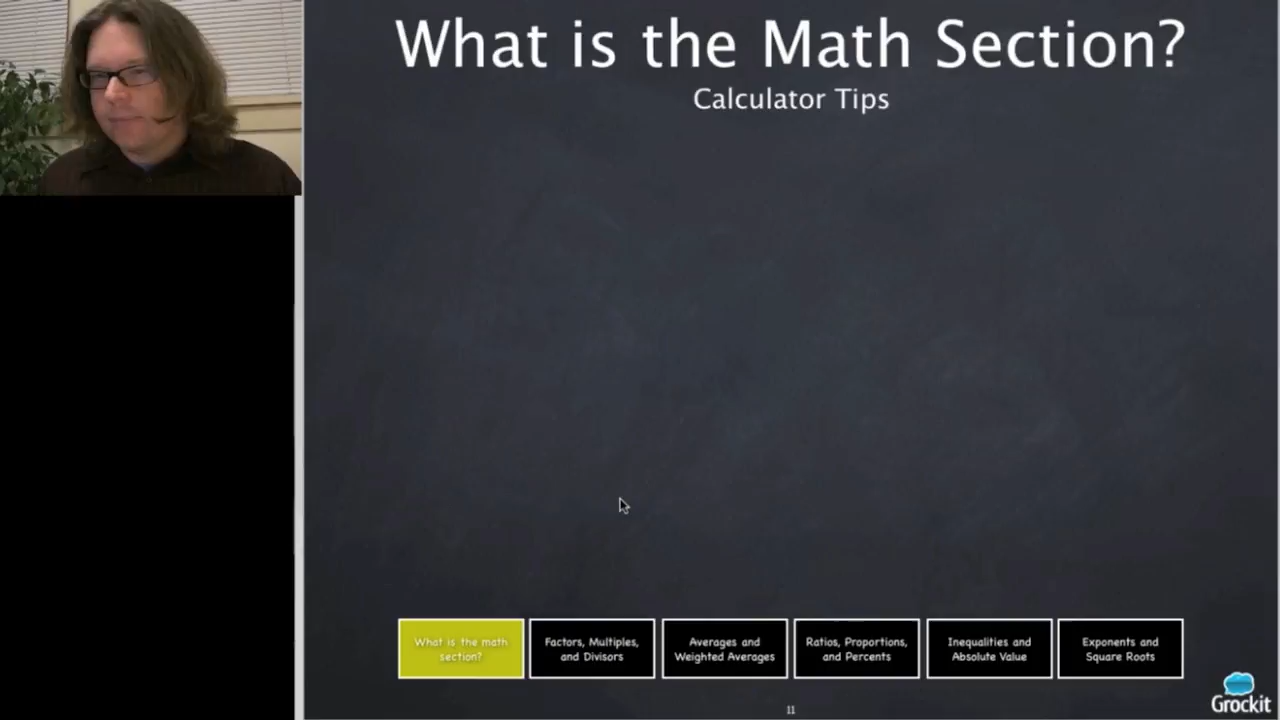 What is the Math Section?
Calculator Tips
What is the math
section?
Factors, Multiples,
and Divisors
Averages and
Weighted Averages
Ratios, Proportions,
and Percents
Inequalities and
Absolute Value
Exponents and
Square Roots
11
Grockit